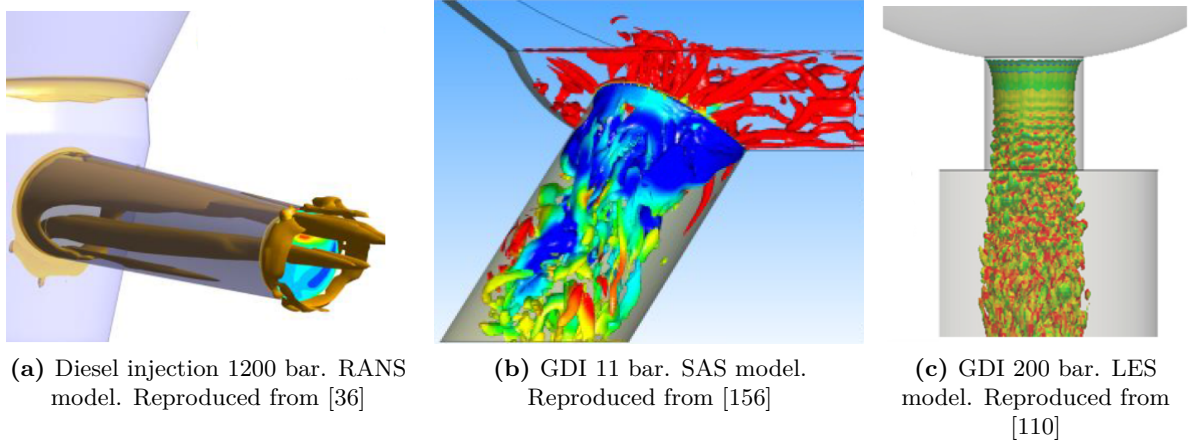 (a) Diesel injection 1200 bar. RANS
model. Reproduced from [36]
(b) GDI 11 bar. SAS model.
Reproduced from [156]
(c) GDI 200 bar. LES
model. Reproduced from
[110]